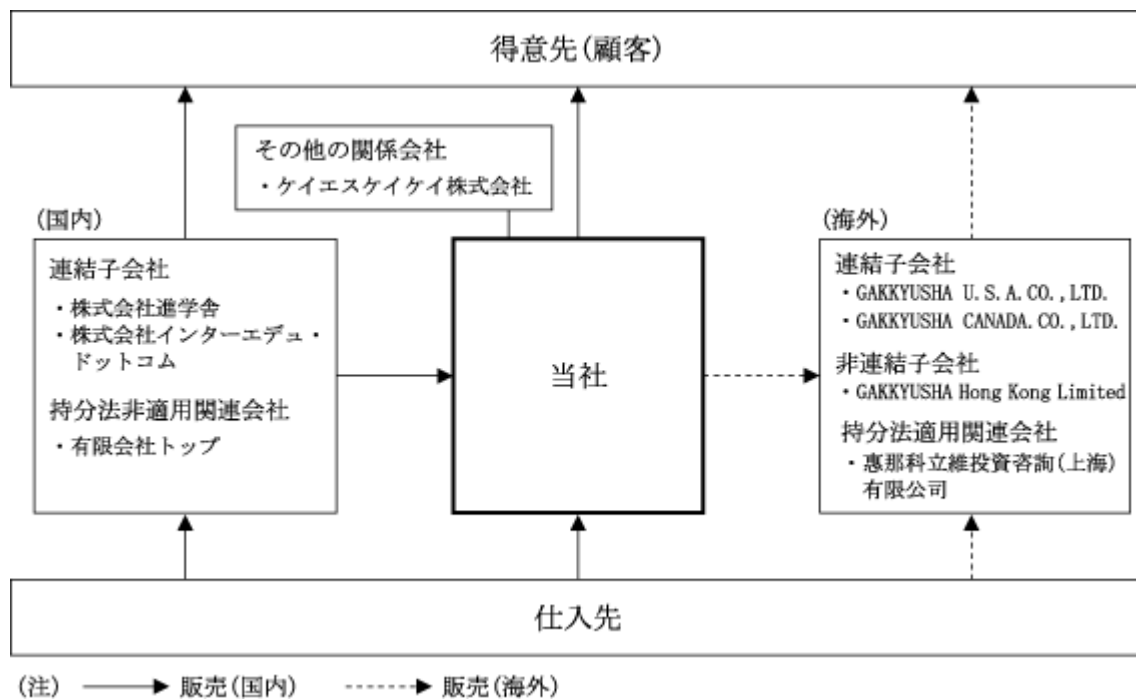 得意先(顧客)
その他の関係会社
・ケイエスケイケイ株式会社
(国内)
連結子会社
・株式会社進学舎
・株式会社インターエデュ・
ドットコム
持分法非適用関連会社
・有限会社トップ
当社
(海外)
連結子会社
・GAKKYUSHA U.S.A.CO.,LTD.
・GAKKYUSHA CANADA.CO.,LTD.
非連結子会社
・GAKKYUSHA Hong Kong Limited
持分法適用関連会社
・惠那科立維投資咨詢(上海)
有限公司
仕入先
(注) 販売(国内) 販売(海外)